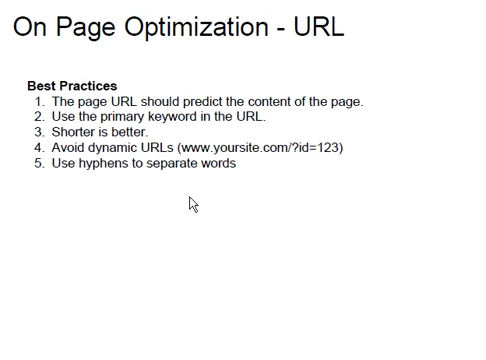 On Page Optimization - URL
Best Practices
1. The page URL should predict the content of the page.
2. Use the primary keyword in the URL.
3. Shorter is better.
4. Avoid dynamic URLs (www.yoursite.com/?id=123)
5. Use hyphens to separate words